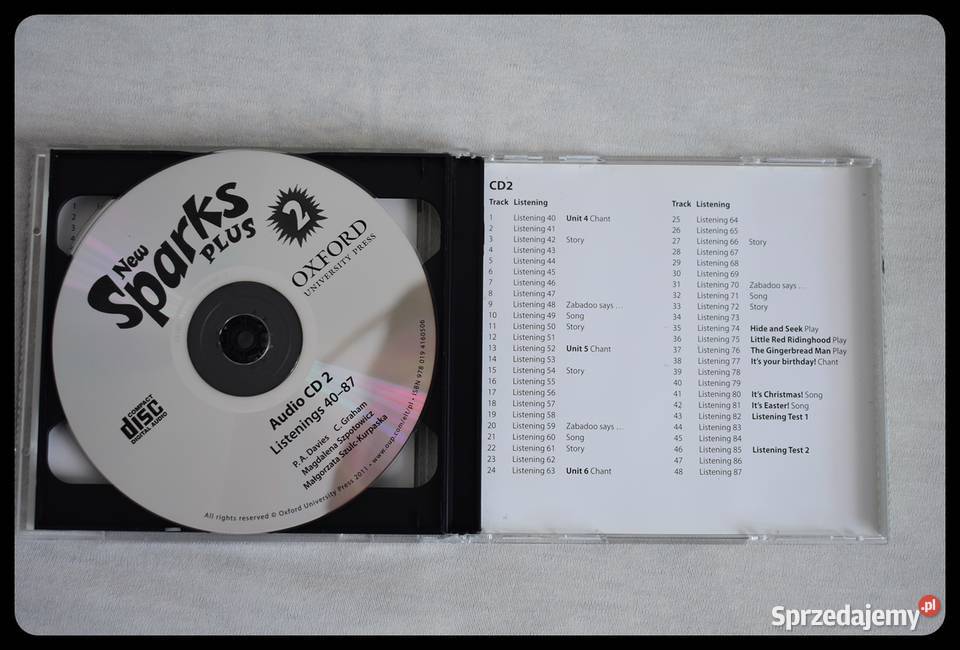 New
Sparks
PLUS
2
OXFORD
UNIVERSITY PRESS
COMPACT
disc
DIGITAL AUDIO
Audio CD 2
Listenings 40–87
P. A. Davies C. Graham
Magdalena Szpotowicz
Małgorzata Szulc-Kurpaska
All rights reserved © Oxford University Press 2011 • www.oup.com/elt/pl • ISBN 978 019 4160506
1
2
3
CD2
Track Listening
1 Listening 40 Unit 4 Chant
2 Listening 41
3 Listening 42 Story
4 Listening 43
5 Listening 44
6 Listening 45
7 Listening 46
8 Listening 47
9 Listening 48 Zabadoo says …
10 Listening 49 Song
11 Listening 50 Story
12 Listening 51
13 Listening 52 Unit 5 Chant
14 Listening 53
15 Listening 54 Story
16 Listening 55
17 Listening 56
18 Listening 57
19 Listening 58
20 Listening 59 Zabadoo says …
21 Listening 60 Song
22 Listening 61 Story
23 Listening 62
24 Listening 63 Unit 6 Chant
Track Listening
25 Listening 64
26 Listening 65
27 Listening 66 Story
28 Listening 67
29 Listening 68
30 Listening 69
31 Listening 70 Zabadoo says …
32 Listening 71 Song
33 Listening 72 Story
34 Listening 73
35 Listening 74 Hide and Seek Play
36 Listening 75 Little Red Ridinghood Play
37 Listening 76 The Gingerbread Man Play
38 Listening 77 It's your birthday! Chant
39 Listening 78
40 Listening 79
41 Listening 80 It's Christmas! Song
42 Listening 81 It's Easter! Song
43 Listening 82 Listening Test 1
44 Listening 83
45 Listening 84
46 Listening 85 Listening Test 2
47 Listening 86
48 Listening 87
Sprzedajemy.pl